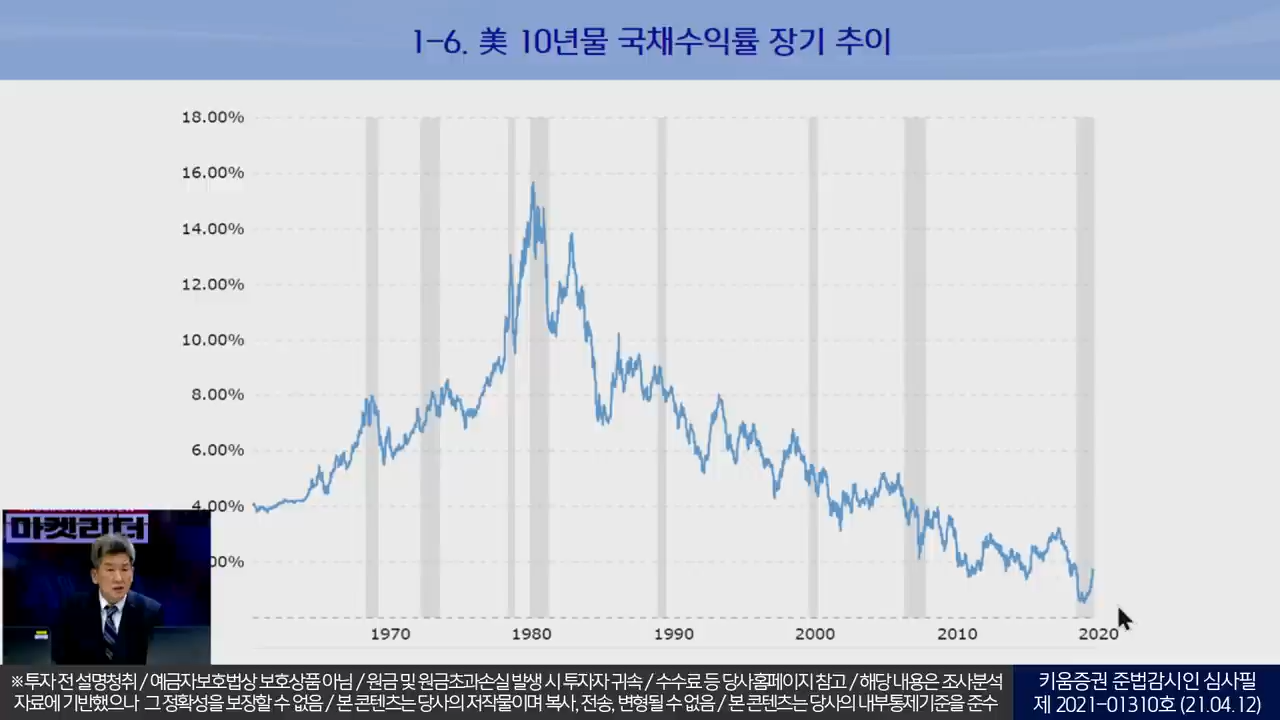 1-6. 美 10년물 국채수익률 장기 추이
18.00%
16.00%
14.00%
12.00%
10.00%
8.00%
6.00%
4.00%
00%
1970 1980 1990 2000 2010 2020
마켓리더
※투자 전 설명청취 / 예금자보호법상 보호상품 아님 / 원금 및 원금초과손실 발생 시 투자자 귀속 / 수수료 등 당사홈페이지 참고 / 해당 내용은 조사분석
자료에 기반했으나 그 정확성을 보장할 수 없음 / 본 콘텐츠는 당사의 저작물이며 복사, 전송, 변형될 수 없음 / 본 콘텐츠는 당사의 내부통제기준을 준수
키움증권 준법감시인 심사필
제 2021-01310호 (21.04.12)